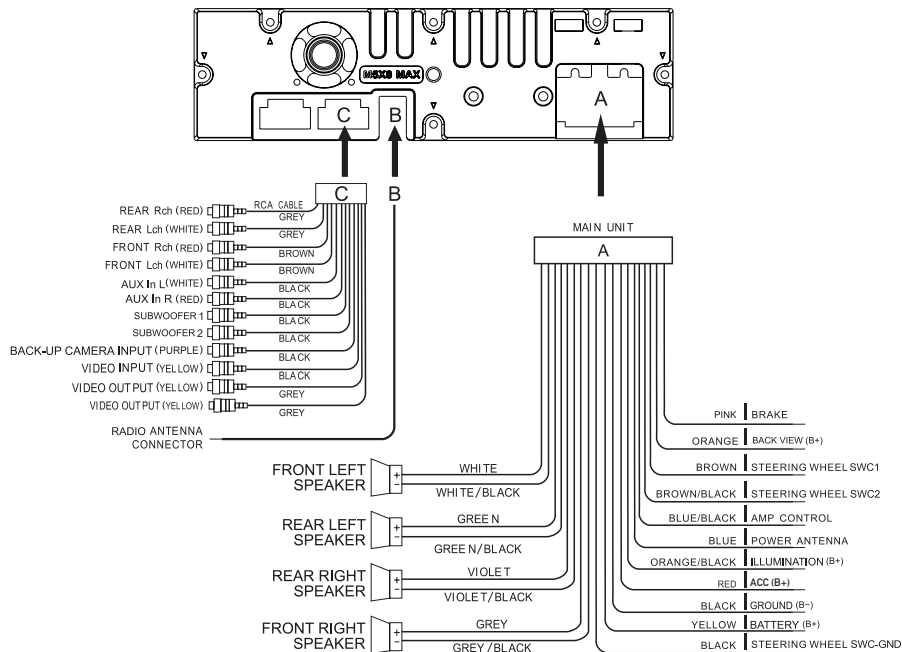 M5X8 MAX
A
C
B
C
B
REAR Rch (RED)
RCA CABLE
GREY
REAR Lch (WHITE)
GREY
FRONT Rch (RED)
BROWN
FRONT Lch (WHITE)
BROWN
AUX In L (WHITE)
BLACK
AUX In R (RED)
BLACK
SUBWOOFER 1
BLACK
SUBWOOFER 2
BLACK
BACK-UP CAMERA INPUT (PURPLE)
BLACK
VIDEO INPUT (YELLOW)
BLACK
VIDEO OUTPUT (YELLOW)
GREY
VIDEO OUTPUT (YELLOW)
GREY
RADIO ANTENNA
CONNECTOR
MAIN UNIT
A
FRONT LEFT
SPEAKER
+
−
WHITE
WHITE/BLACK
REAR LEFT
SPEAKER
+
−
GREEN
GREEN/BLACK
REAR RIGHT
SPEAKER
+
−
VIOLET
VIOLET/BLACK
FRONT RIGHT
SPEAKER
+
−
GREY
GREY/BLACK
PINK BRAKE
ORANGE BACK VIEW (B+)
BROWN STEERING WHEEL SWC1
BROWN/BLACK STEERING WHEEL SWC2
BLUE/BLACK AMP CONTROL
BLUE POWER ANTENNA
ORANGE/BLACK ILLUMINATION (B+)
RED ACC (B+)
BLACK GROUND (B−)
YELLOW BATTERY (B+)
BLACK STEERING WHEEL SWC-GND